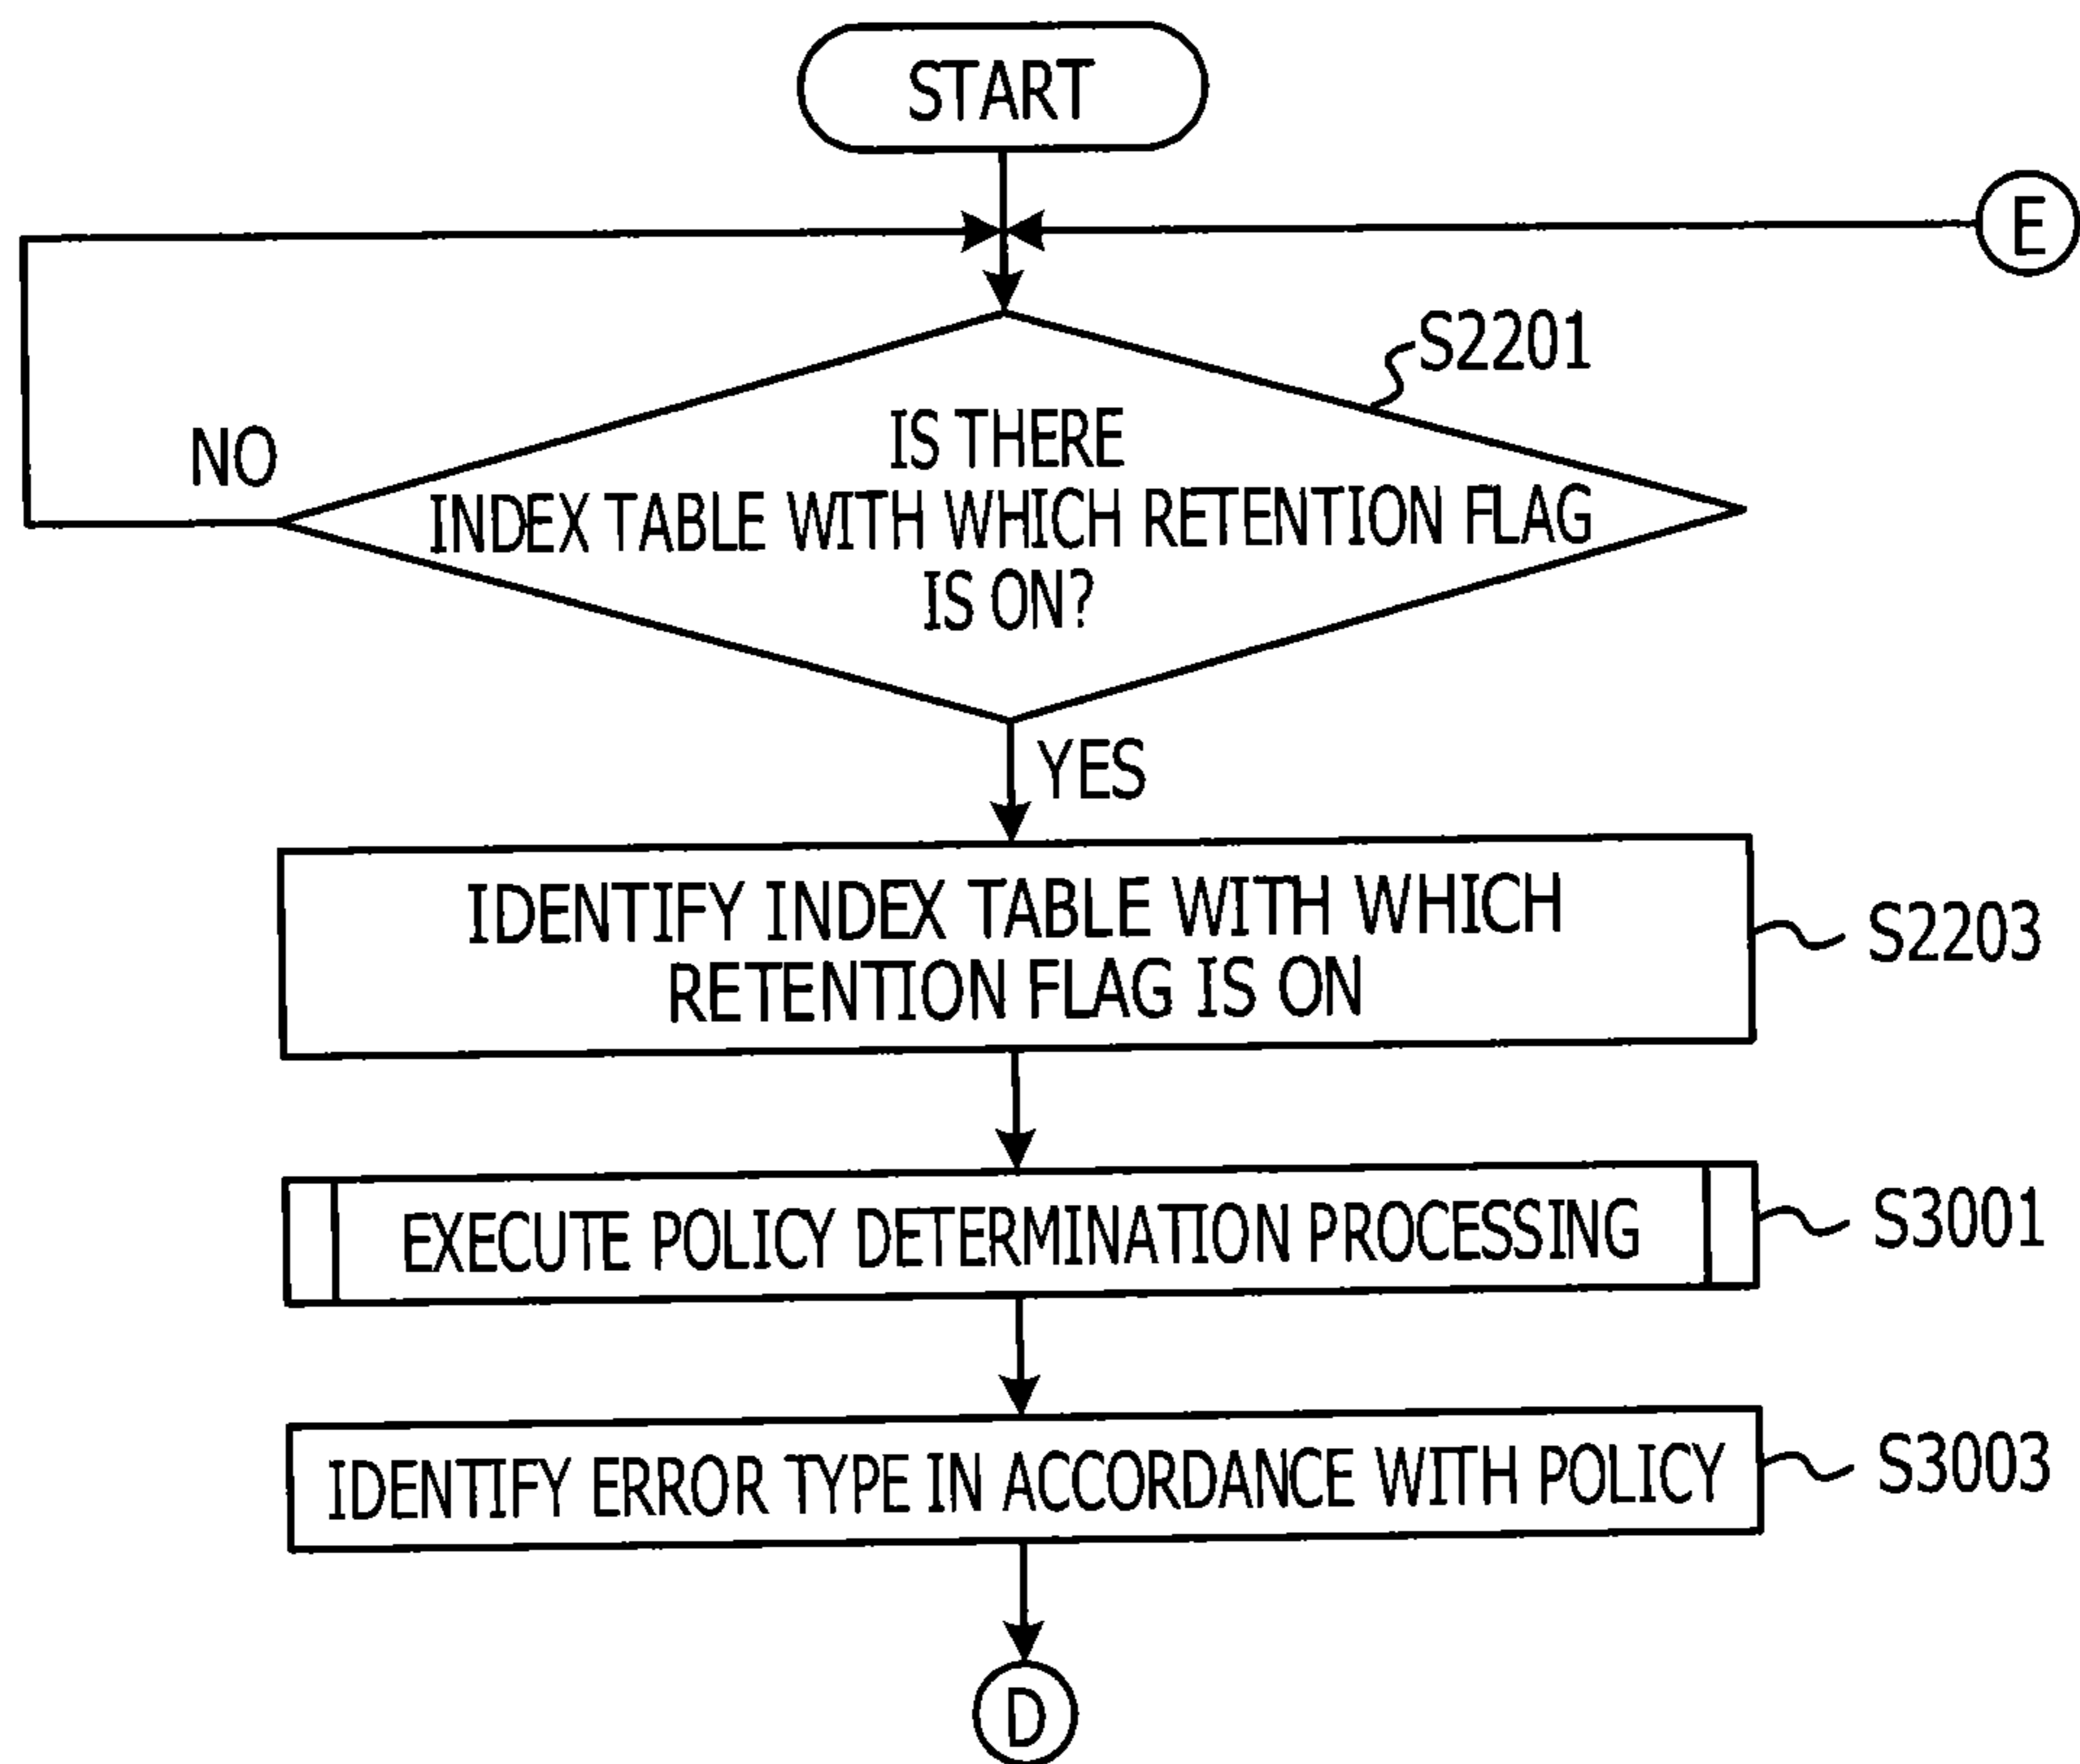 START
E
S2201
IS THERE
INDEX TABLE WITH WHICH RETENTION FLAG
IS ON?
NO
YES
IDENTIFY INDEX TABLE WITH WHICH
RETENTION FLAG IS ON
S2203
EXECUTE POLICY DETERMINATION PROCESSING
S3001
IDENTIFY ERROR TYPE IN ACCORDANCE WITH POLICY
S3003
D